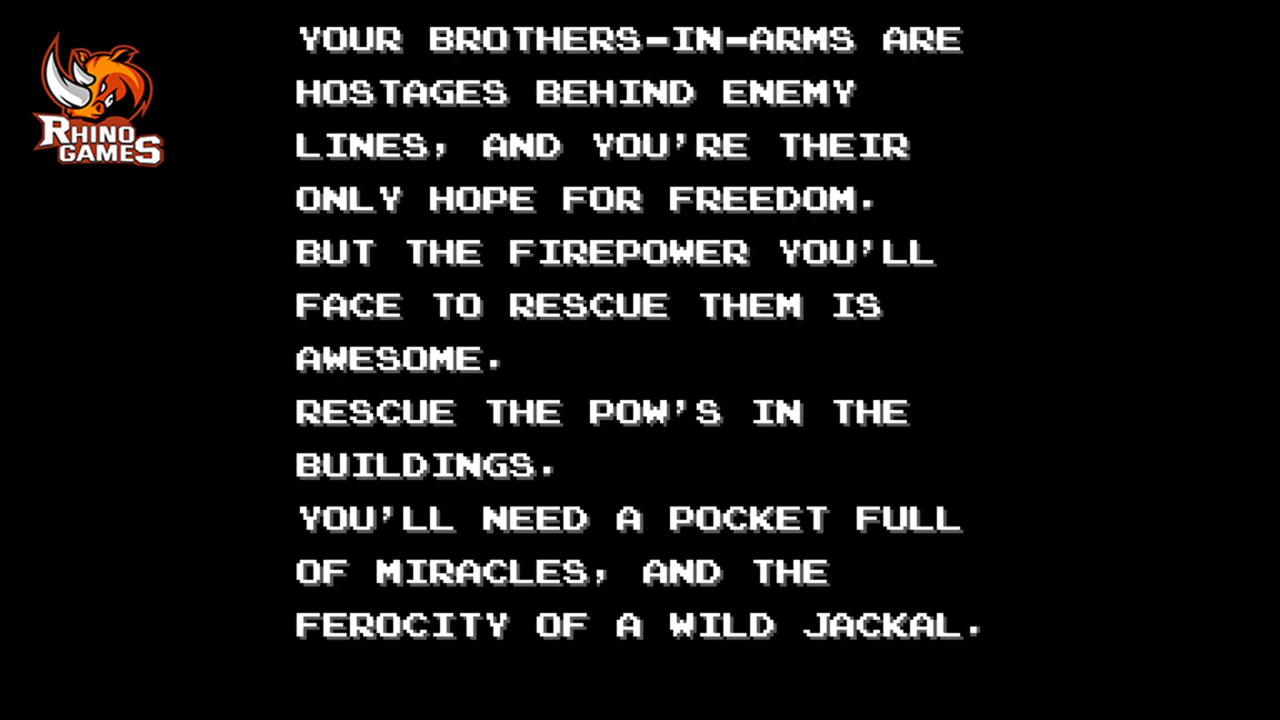 RHINO
GAMES
YOUR BROTHERS-IN-ARMS ARE
HOSTAGES BEHIND ENEMY
LINES, AND YOU'RE THEIR
ONLY HOPE FOR FREEDOM.
BUT THE FIREPOWER YOU'LL
FACE TO RESCUE THEM IS
AWESOME.
RESCUE THE POW'S IN THE
BUILDINGS.
YOU'LL NEED A POCKET FULL
OF MIRACLES, AND THE
FEROCITY OF A WILD JACKAL.